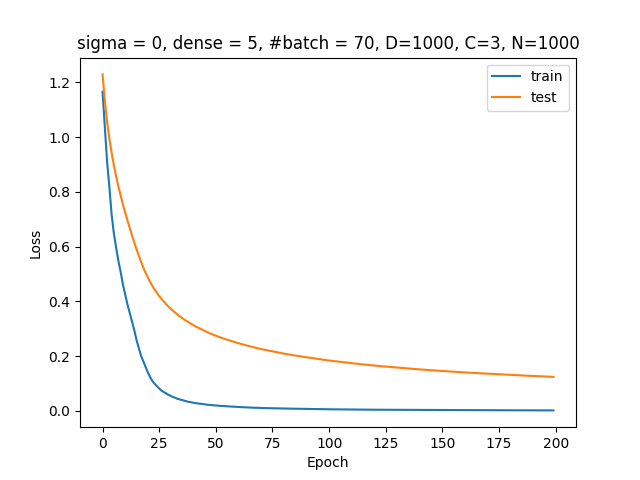 sigma = 0, dense = 5, #batch = 70, D=1000, C=3, N=1000
train
test
Loss
1.2
1.0
0.8
0.6
0.4
0.2
0.0
0 25 50 75 100 125 150 175 200
Epoch